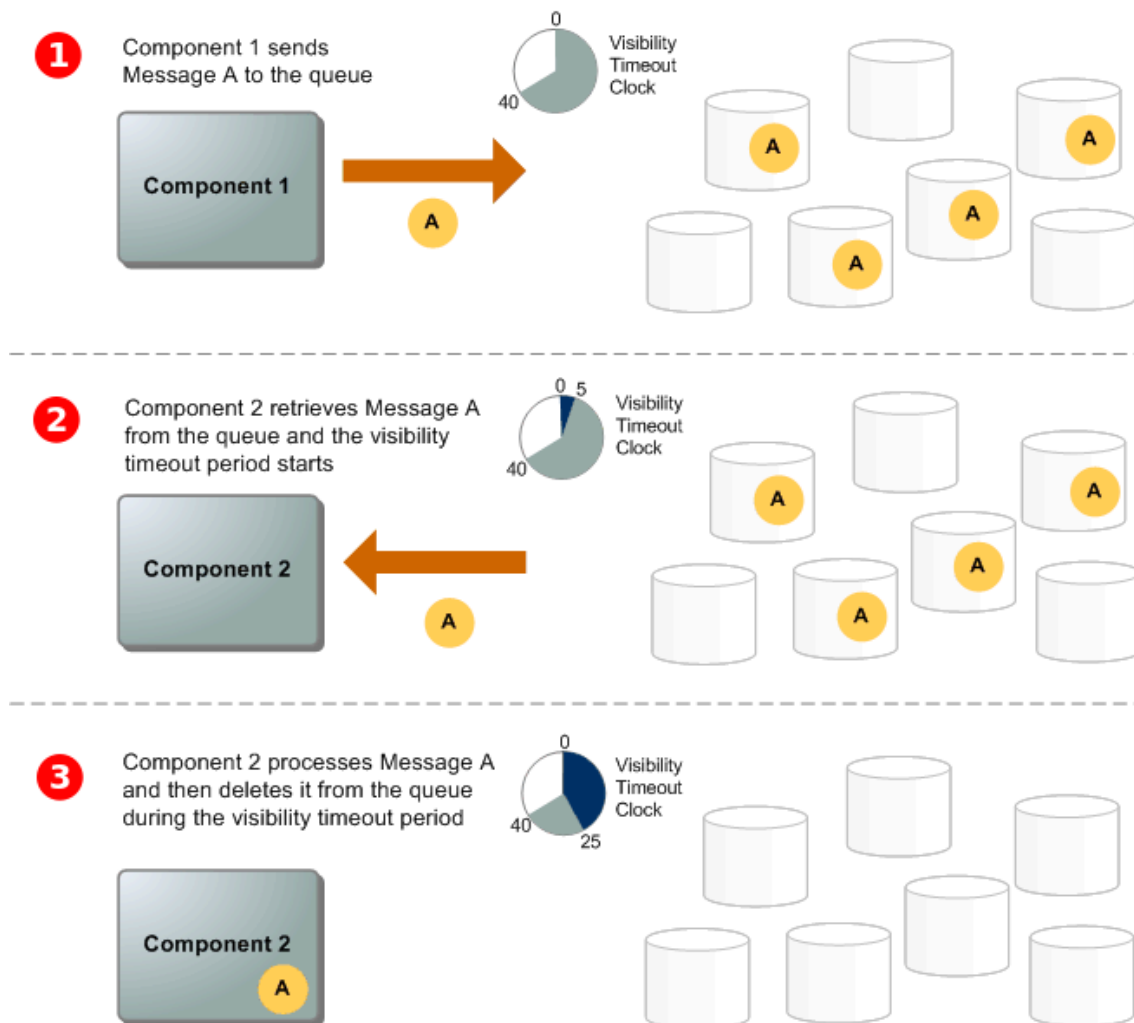 1
Component 1 sends
Message A to the queue
0
40
Visibility
Timeout
Clock
Component 1
A
A
A
A
A
2
Component 2 retrieves Message A
from the queue and the visibility
timeout period starts
0 5
40
Visibility
Timeout
Clock
Component 2
A
A
A
A
A
3
Component 2 processes Message A
and then deletes it from the queue
during the visibility timeout period
0
40
25
Visibility
Timeout
Clock
Component 2
A